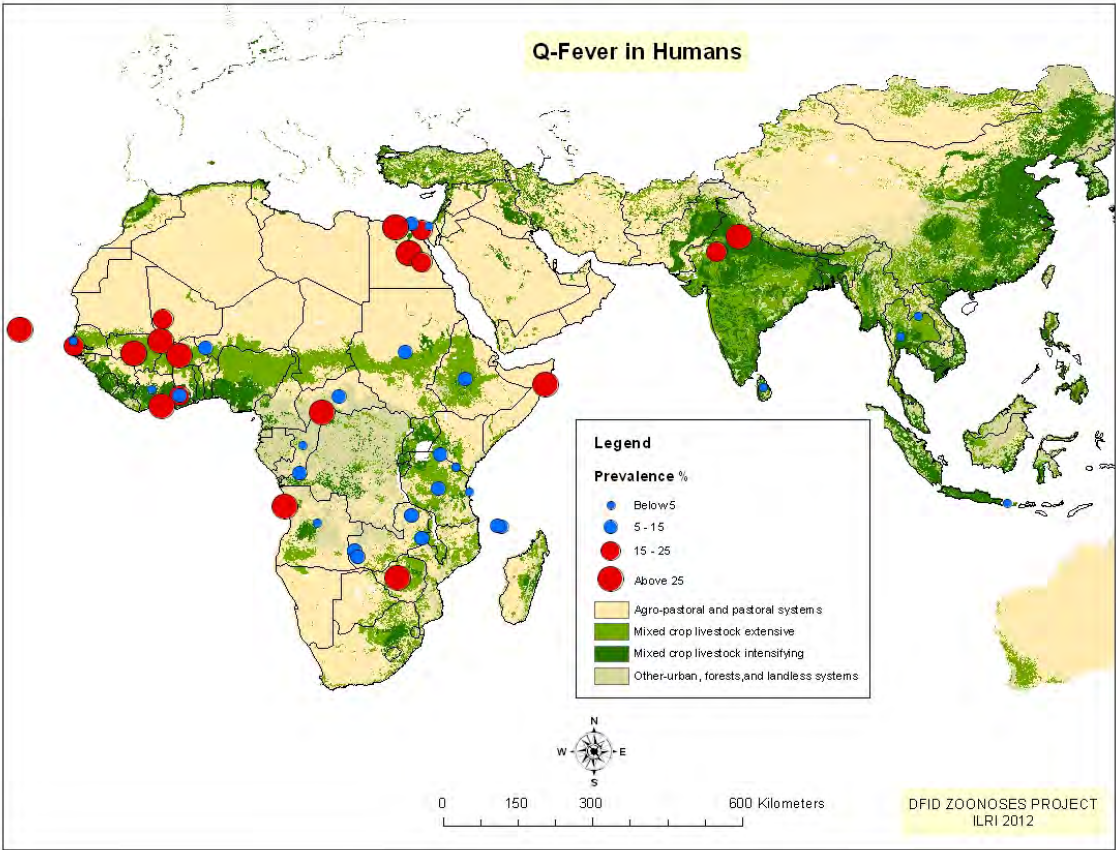 Q-Fever in Humans
Legend
Prevalence %
Below 5
5 - 15
15 - 25
Above 25
Agro-pastoral and pastoral systems
Mixed crop livestock extensive
Mixed crop livestock intensifying
Other-urban, forests,and landless systems
N
W
E
S
0 150 300 600 Kilometers
DFID ZOONOSES PROJECT
ILRI 2012